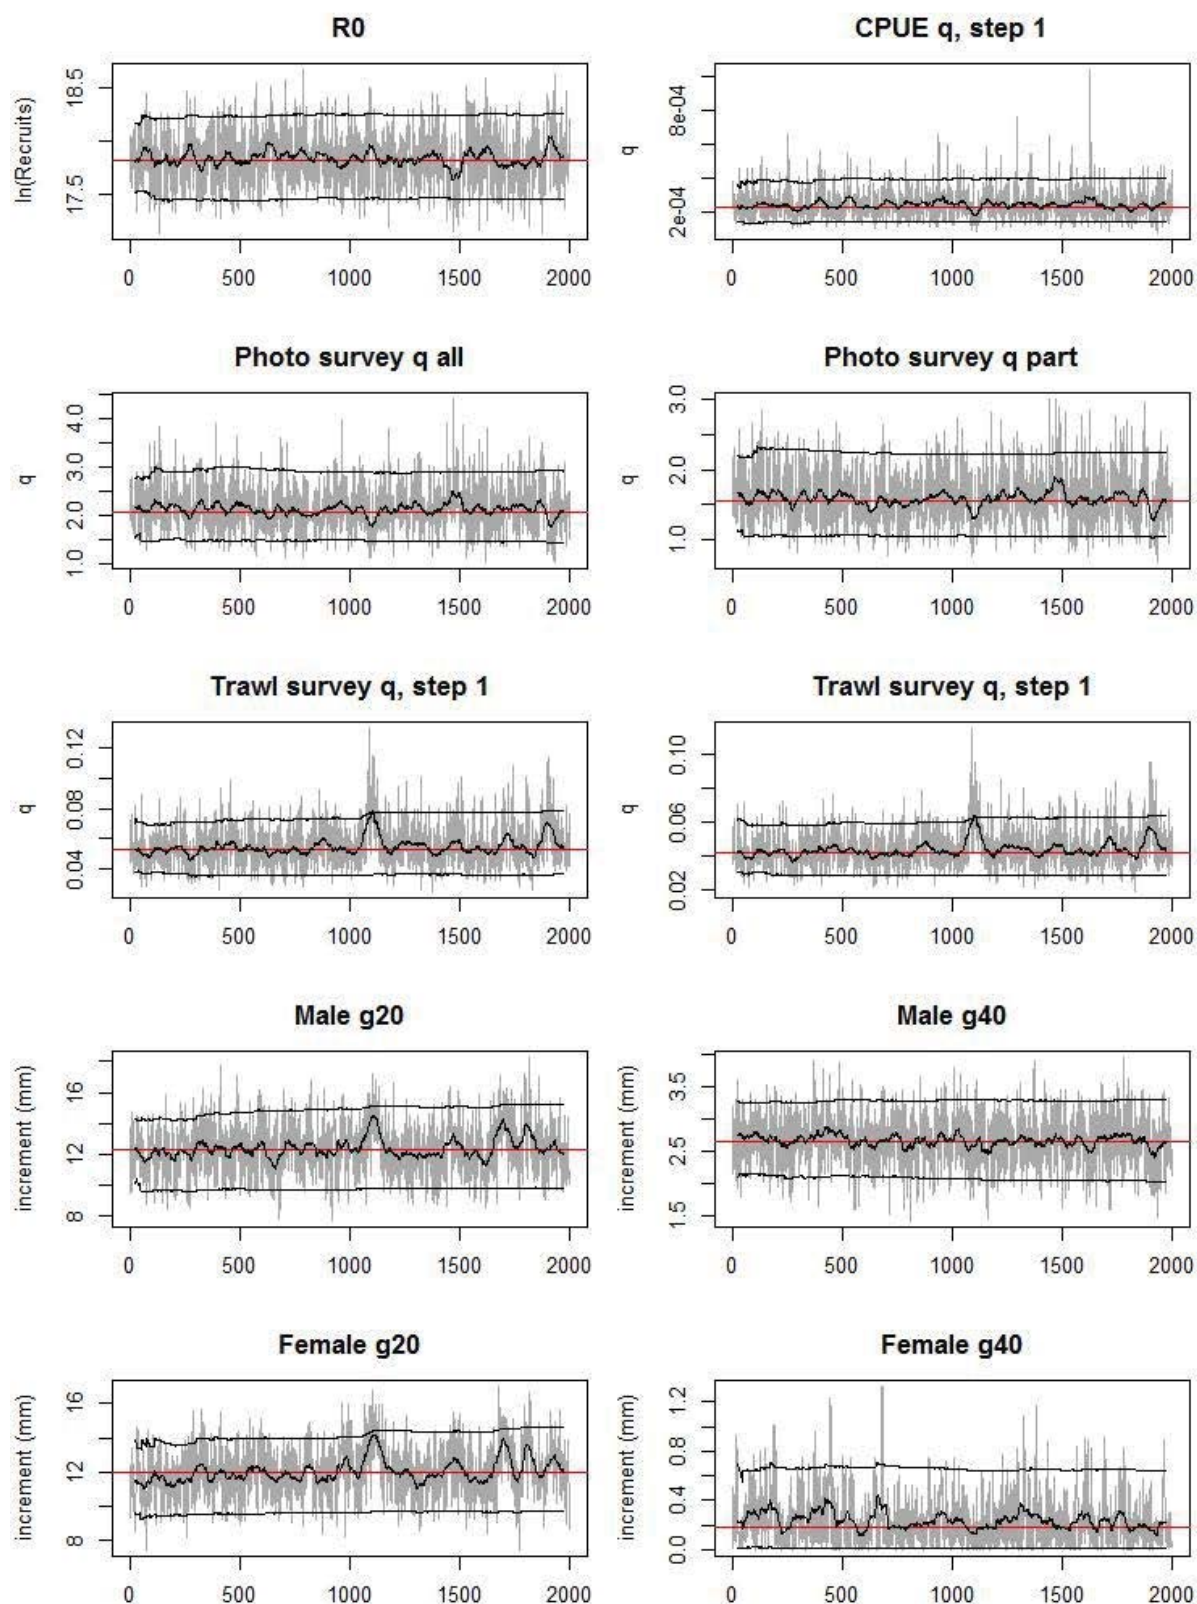 R0
CPUE q, step 1
ln(Recruits)
18.5
17.5
0 500 1000 1500 2000
q
8e-04
2e-04
0 500 1000 1500 2000
Photo survey q all
Photo survey q part
q
4.0
3.0
2.0
1.0
0 500 1000 1500 2000
q
3.0
2.0
1.0
0 500 1000 1500 2000
Trawl survey q, step 1
Trawl survey q, step 1
q
0.12
0.08
0.04
0 500 1000 1500 2000
q
0.10
0.06
0.02
0 500 1000 1500 2000
Male g20
Male g40
increment (mm)
16
12
8
0 500 1000 1500 2000
increment (mm)
3.5
2.5
1.5
0 500 1000 1500 2000
Female g20
Female g40
increment (mm)
16
12
8
0 500 1000 1500 2000
increment (mm)
1.2
0.8
0.4
0.0
0 500 1000 1500 2000